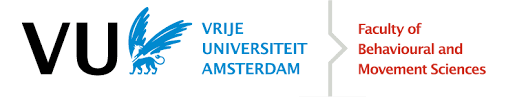 VU
VRIJE
UNIVERSITEIT
AMSTERDAM
Faculty of
Behavioural and
Movement Sciences